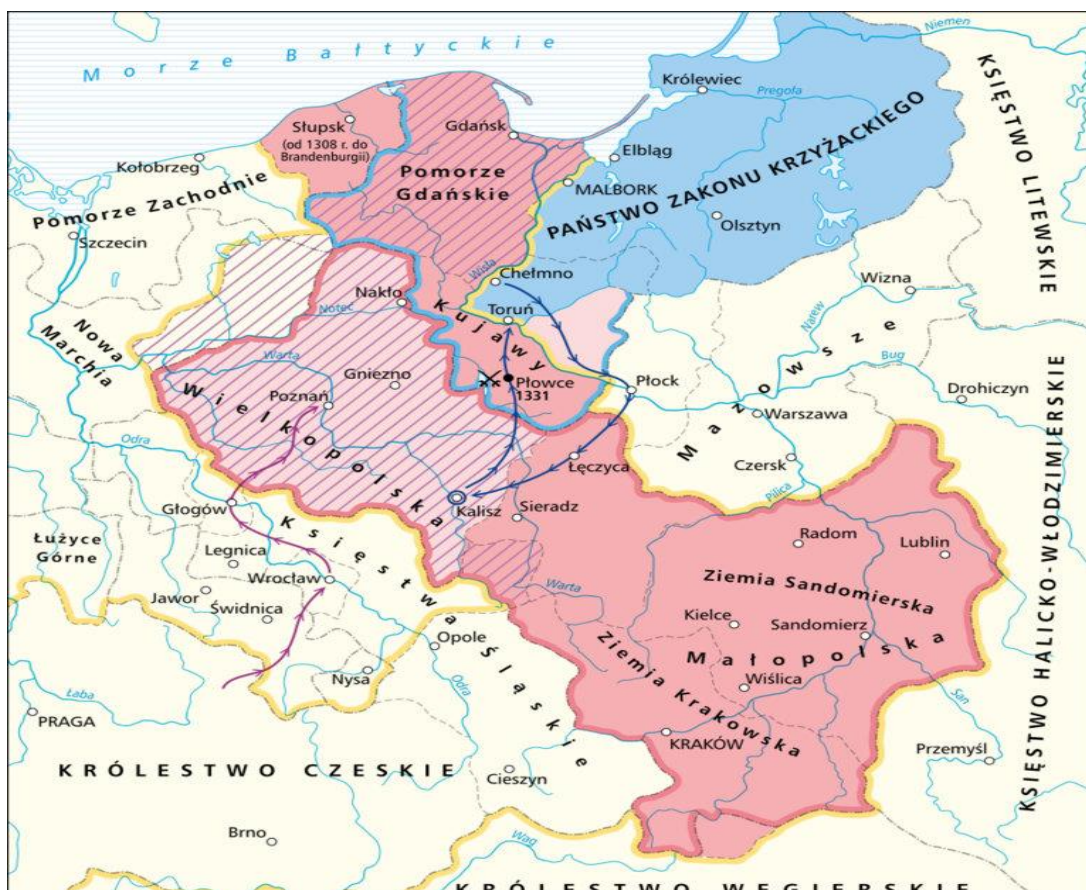 Morze Bałtyckie
Niemen
KSIĘSTWO LITEWSKIE
Królewiec
Pregoła
Słupsk
(od 1308 r. do
Brandenburgii)
Gdańsk
Elbląg
Kołobrzeg
Pomorze
Gdańskie
MALBORK
PAŃSTWO ZAKONU KRZYŻACKIEGO
Pomorze Zachodnie
Olsztyn
Szczecin
Wisła
Chełmno
Wizna
Nakło
Noteć
Toruń
Kujawy
Narew
Nowa
Marchia
Warta
Gniezno
Płowce
1331
Płock
Mazowsze
Bug
Drohiczyn
Poznań
Wielkopolska
Warszawa
Odra
Łęczyca
Czersk
Pilica
Głogów
Kalisz
Sieradz
Księstwa Śląskie
Radom
Lublin
Łużyce
Górne
Legnica
Wrocław
Warta
Ziemia Sandomierska
Jawor
Świdnica
Kielce
Sandomierz
Opole
Ziemia Krakowska
Małopolska
Nysa
Odra
Wiślica
San
Łaba
PRAGA
KRAKÓW
Przemyśl
KSIĘSTWO HALICKO-WŁODZIMIERSKIE
KRÓLESTWO CZESKIE
Cieszyn
Brno
Wag
KRÓLESTWO WĘGIERSKIE